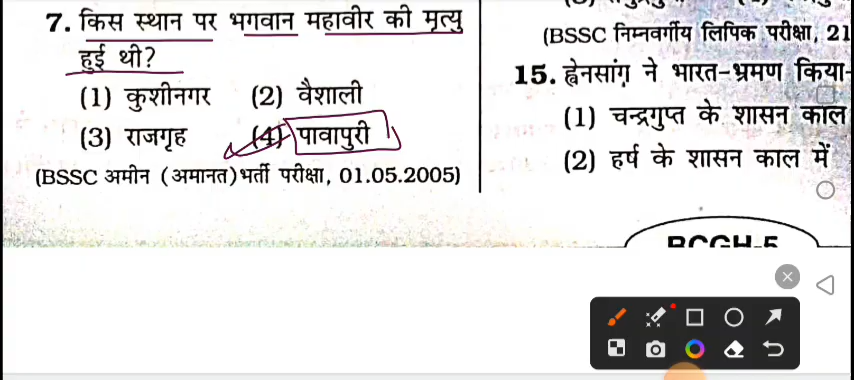 7. किस स्थान पर भगवान महावीर की मृत्यु
हुई थी?
(1) कुशीनगर (2) वैशाली
(3) राजगृह (4) पावापुरी
(BSSC अमीन (अमानत) भर्ती परीक्षा, 01.05.2005)
(BSSC निम्नवर्गीय लिपिक परीक्षा, 21
15. ह्वेनसांग ने भारत-भ्रमण किया-
(1) चन्द्रगुप्त के शासन काल
(2) हर्ष के शासन काल में